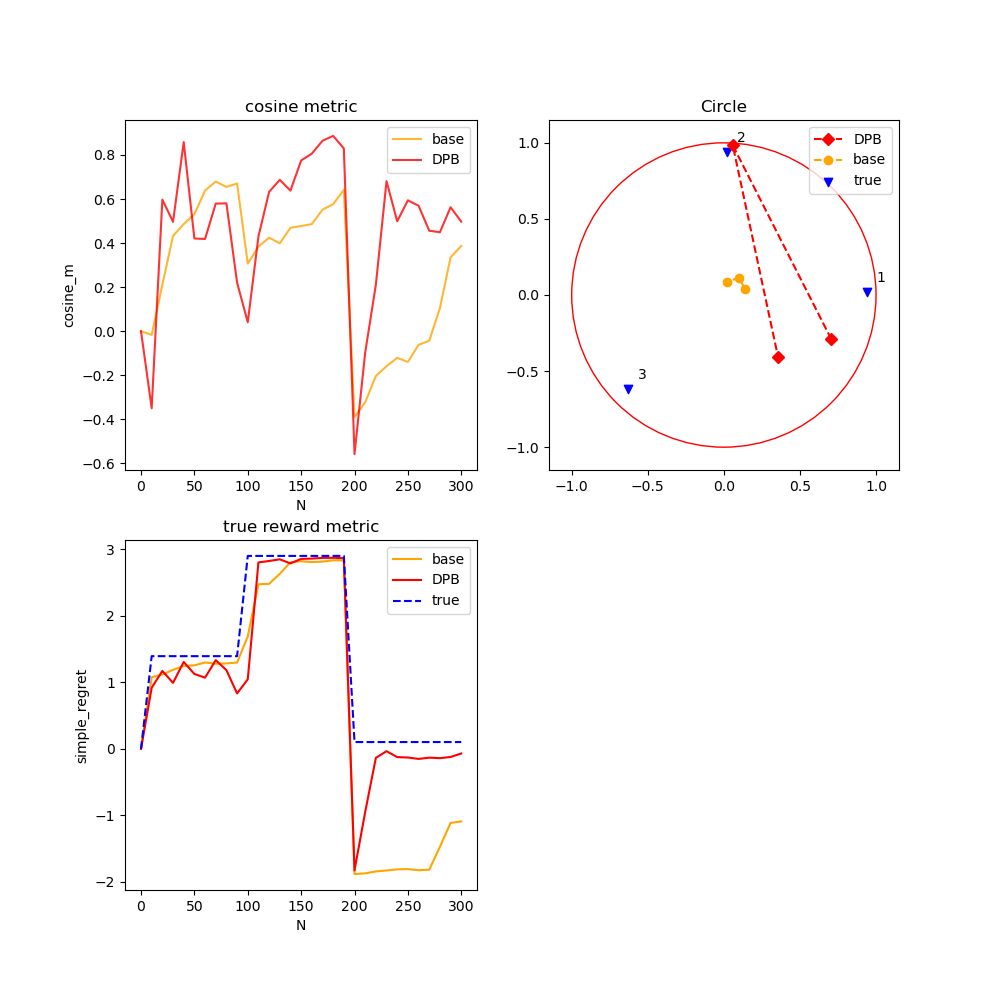 cosine metric
0.8
0.6
0.4
0.2
0.0
−0.2
−0.4
−0.6
cosine_m
0
50
100
150
200
250
300
N
base
DPB
Circle
1.0
0.5
0.0
−0.5
−1.0
−1.0
−0.5
0.0
0.5
1.0
DPB
base
true
2
1
3
true reward metric
3
2
1
0
−1
−2
simple_regret
0
50
100
150
200
250
300
N
base
DPB
true